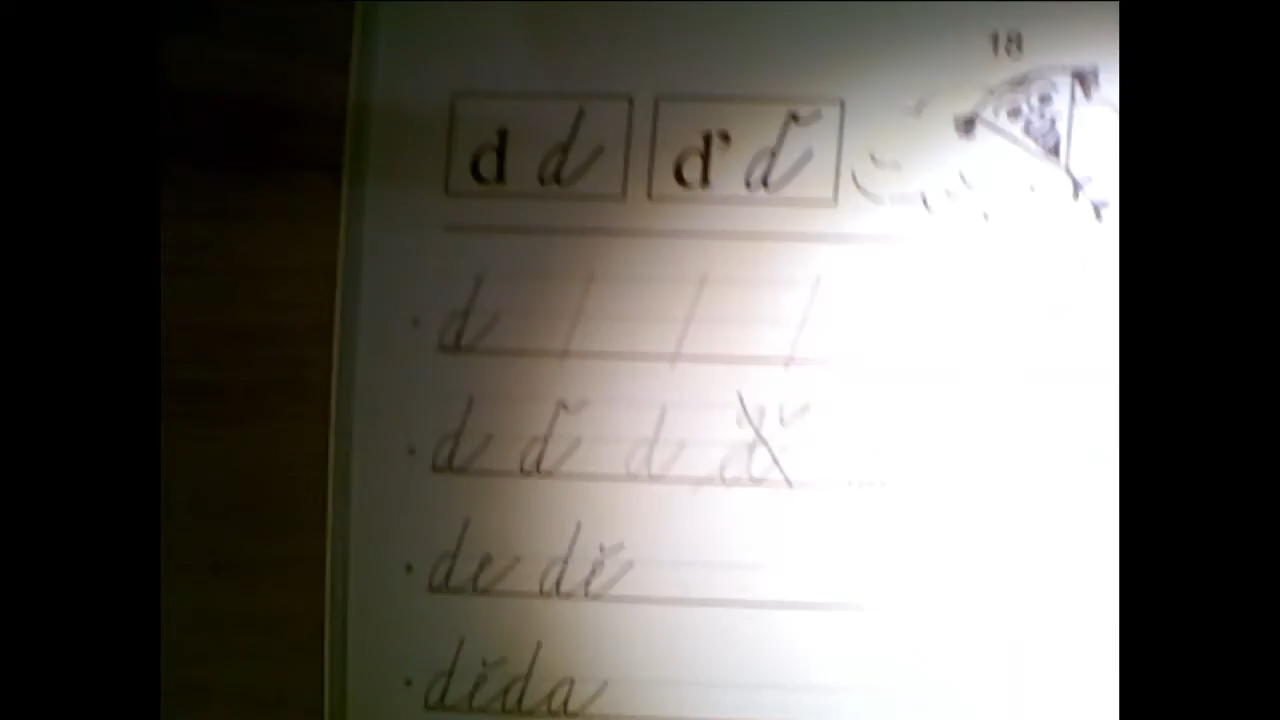 18
d d ď ď
d
d ď d ď
de dě
děda